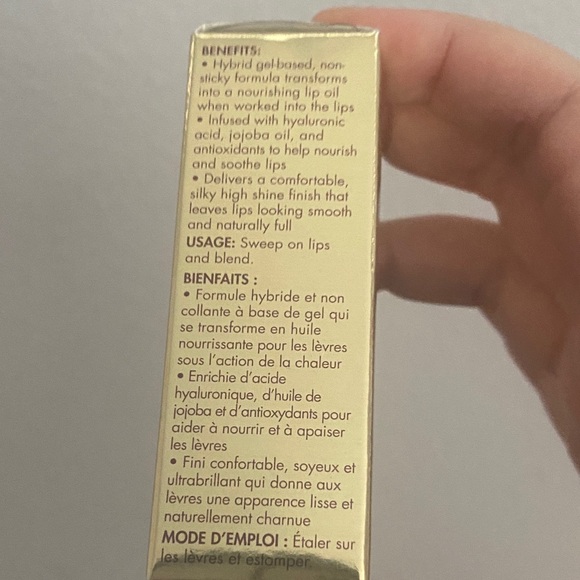 BENEFITS:
• Hybrid gel-based, non-
sticky formula transforms
into a nourishing lip oil
when worked into the lips
• Infused with hyaluronic
acid, jojoba oil, and
antioxidants to help nourish
and soothe lips
• Delivers a comfortable,
silky high shine finish that
leaves lips looking smooth
and naturally full
USAGE: Sweep on lips
and blend.
BIENFAITS :
• Formule hybride et non
collante à base de gel qui
se transforme en huile
nourrissante pour les lèvres
sous l'action de la chaleur
• Enrichie d'acide
hyaluronique, d'huile de
jojoba et d'antioxydants pour
aider à nourrir et à apaiser
les lèvres
• Fini confortable, soyeux et
ultrabrillant qui donne aux
lèvres une apparence lisse et
naturellement charnue
MODE D'EMPLOI : Étaler sur
les lèvres et estomper.